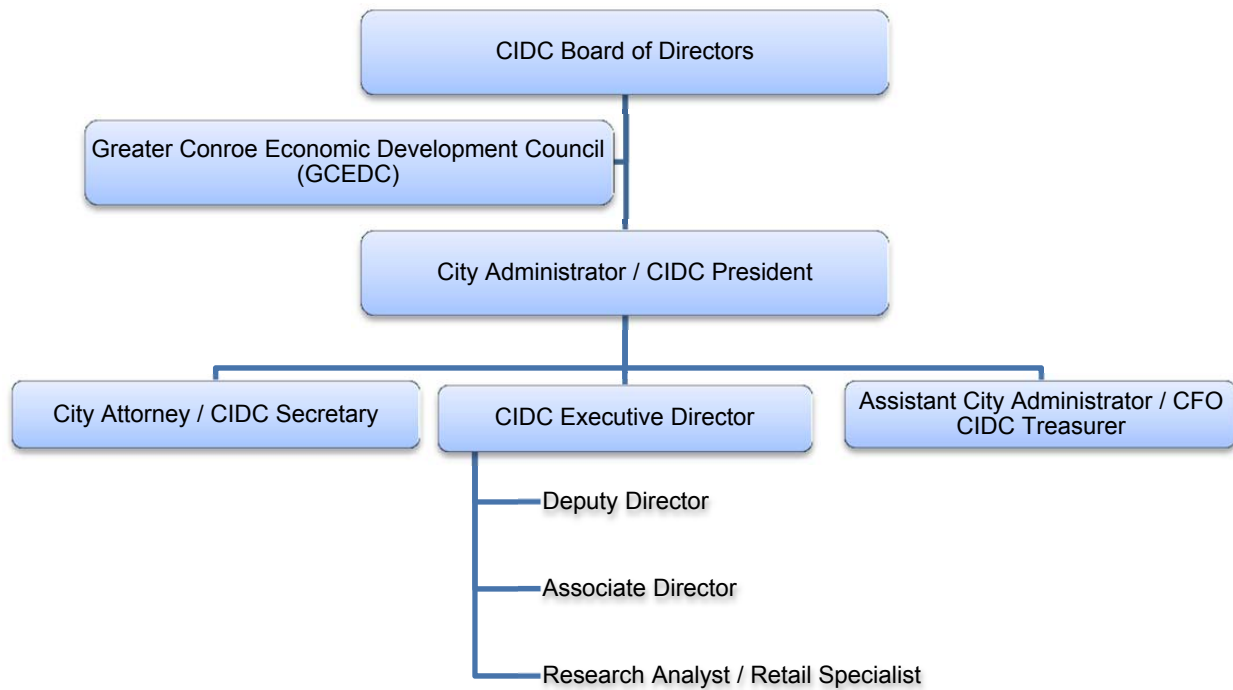 CIDC Board of Directors
Greater Conroe Economic Development Council
(GCEDC)
City Administrator / CIDC President
City Attorney / CIDC Secretary
CIDC Executive Director
Assistant City Administrator / CFO
CIDC Treasurer
Deputy Director
Associate Director
Research Analyst / Retail Specialist